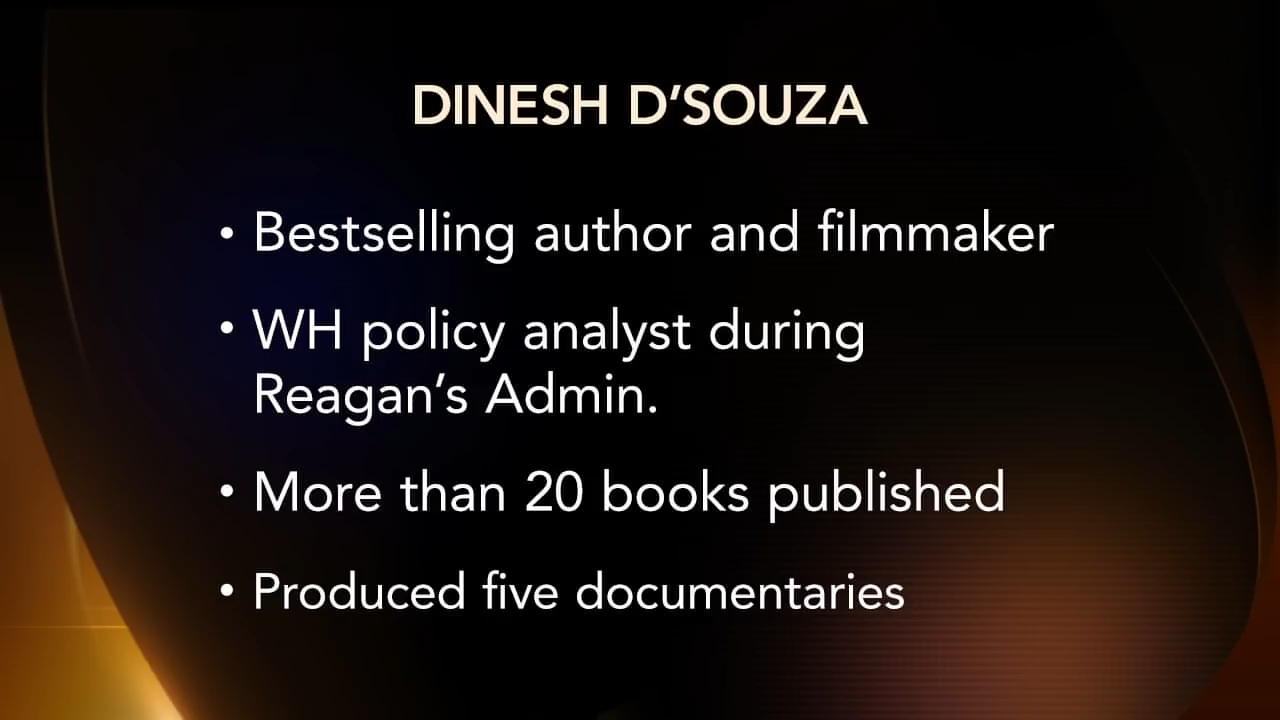 DINESH D’SOUZA
• Bestselling author and filmmaker
• WH policy analyst during
Reagan’s Admin.
• More than 20 books published
• Produced five documentaries